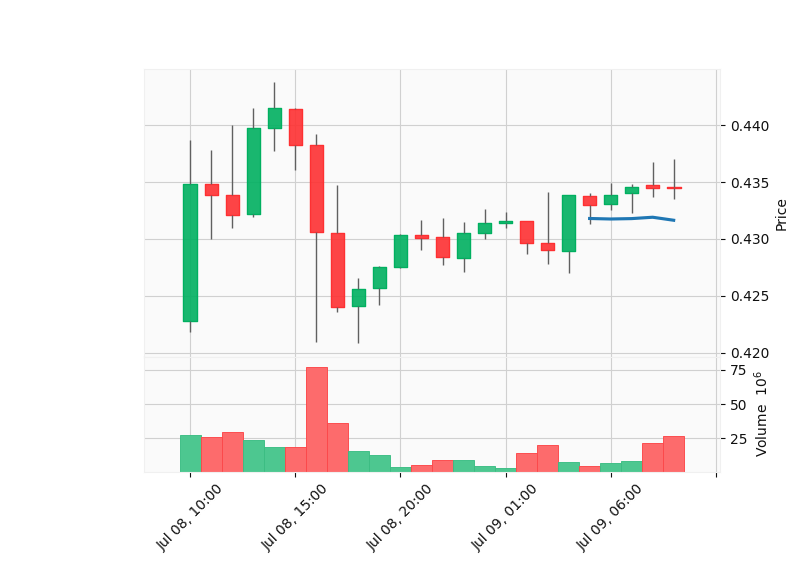 0.440
0.435
0.430
0.425
0.420
Price
75
50
25
Volume 10^6
Jul 08, 10:00
Jul 08, 15:00
Jul 08, 20:00
Jul 09, 01:00
Jul 09, 06:00